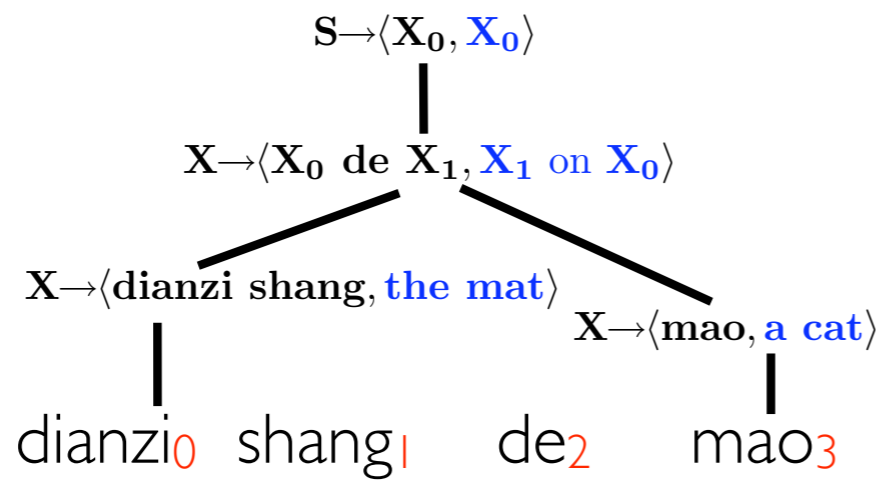 S→⟨X₀, X₀⟩
X→⟨X₀ de X₁, X₁ on X₀⟩
X→⟨dianzi shang, the mat⟩
X→⟨mao, a cat⟩
dianzi₀ shang₁ de₂ mao₃